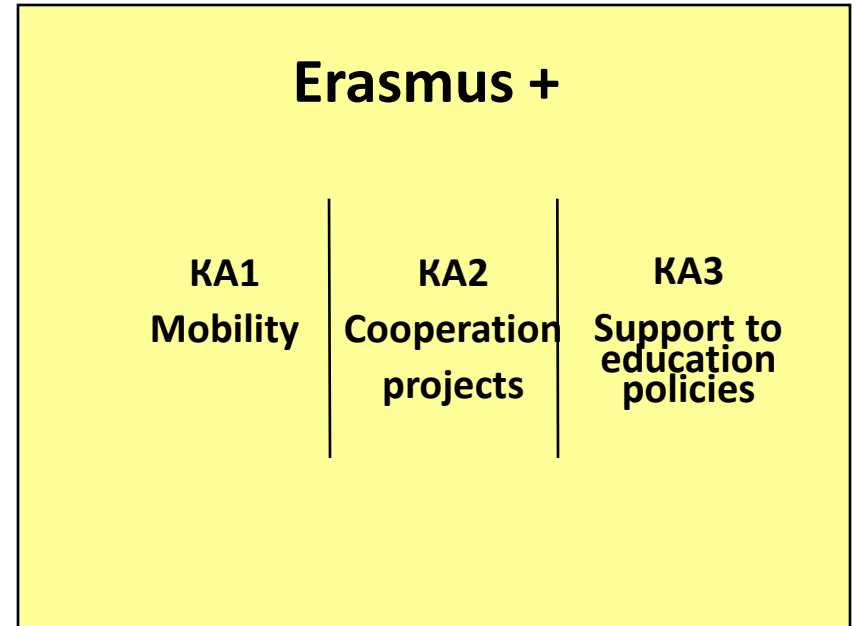 Erasmus +
KA1
Mobility
KA2
Cooperation
projects
KA3
Support to
education
policies